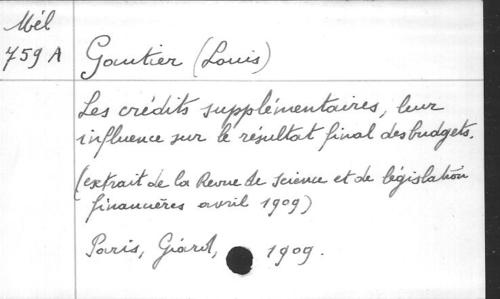 Mél
759 A
Gautier (Louis)
Les crédits supplémentaires, leur
influence sur le résultat final des budgets.
(extrait de la Revue de science et de législation
financières avril 1909)
Paris, Giard, 1909.